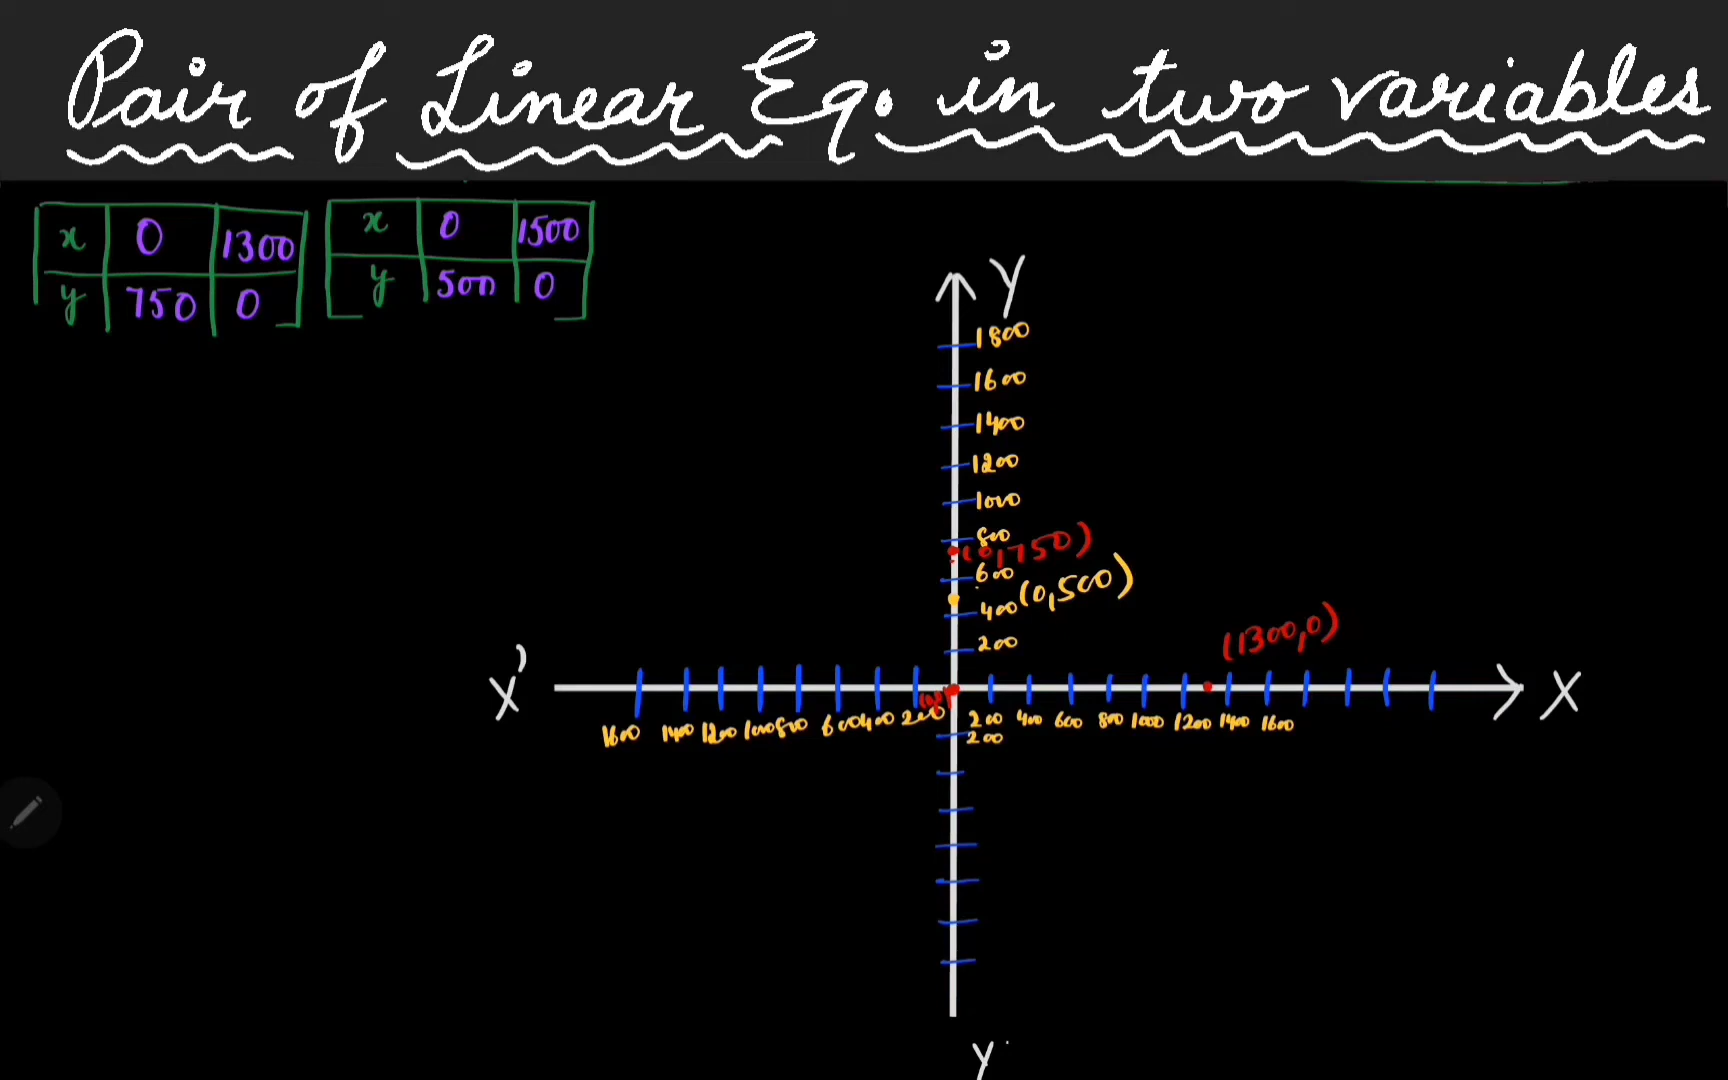 Pair of Linear Eq. in two variables
x 0 1300
y 750 0
x 0 1500
y 500 0
Y
1800
1600
1400
1200
1000
800
(0,750)
600
(0,500)
400
200
(1300,0)
X'
X
1600 1400 1200 1000 800 600 400 200
200 400 600 800 1000 1200 1400 1600
200
Y